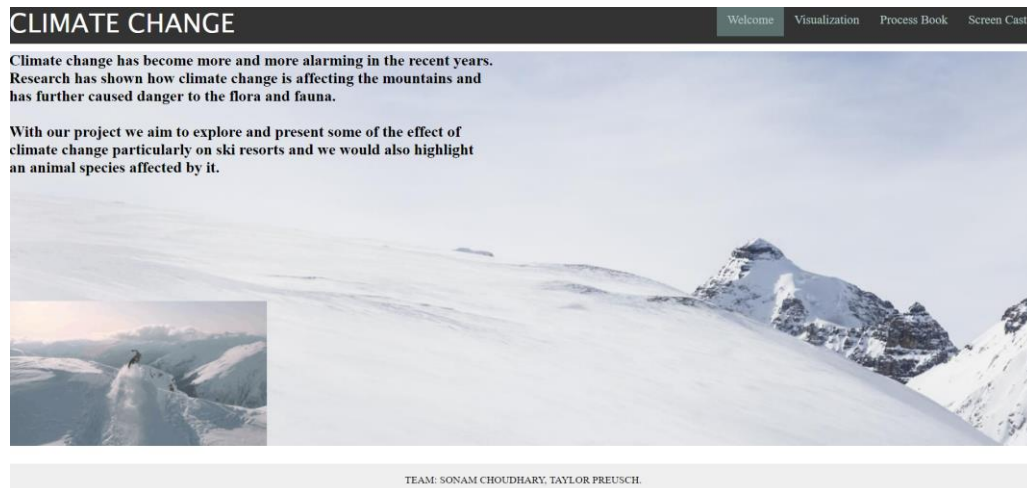 CLIMATE CHANGE
Welcome Visualization Process Book Screen Cast
Climate change has become more and more alarming in the recent years.
Research has shown how climate change is affecting the mountains and
has further caused danger to the flora and fauna.
With our project we aim to explore and present some of the effect of
climate change particularly on ski resorts and we would also highlight
an animal species affected by it.
TEAM: SONAM CHOUDHARY, TAYLOR PREUSCH.